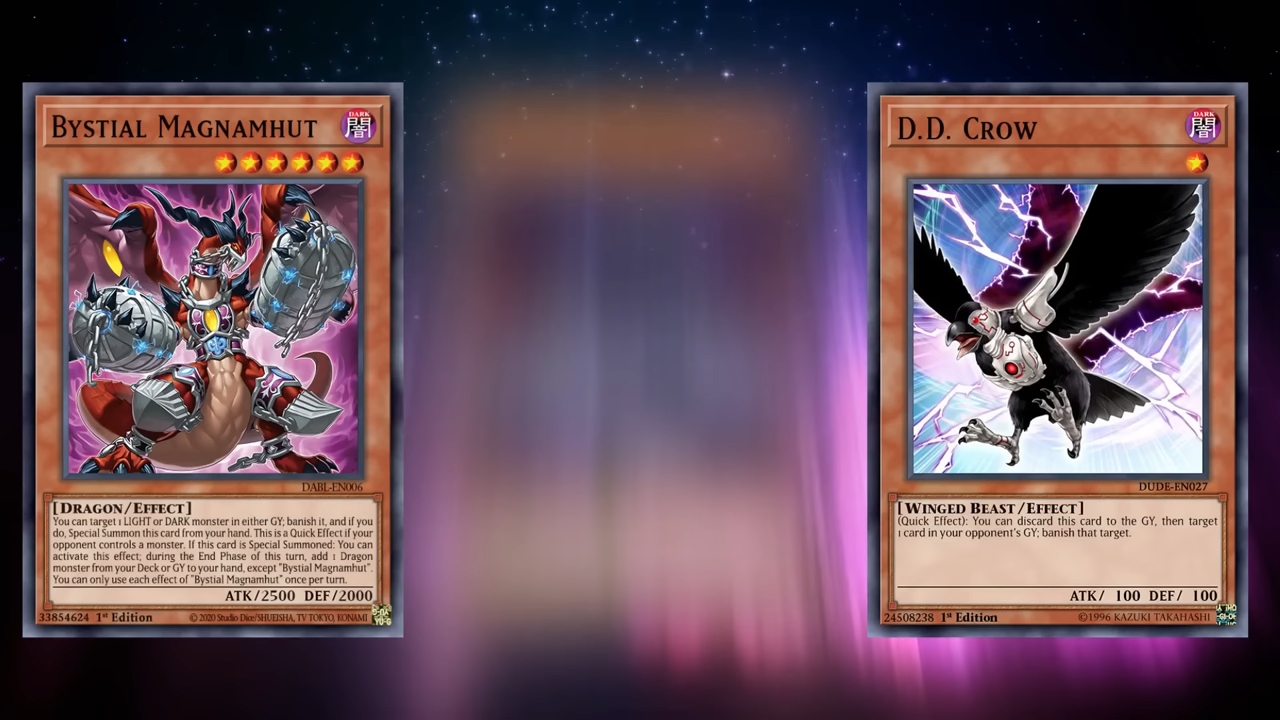 BYSTIAL MAGNAMHUT
DARK
闇
DABL-EN006
[DRAGON/EFFECT]
You can target 1 LIGHT or DARK monster in either GY; banish it, and if you
do, Special Summon this card from your hand. This is a Quick Effect if your
opponent controls a monster. If this card is Special Summoned: You can
activate this effect; during the End Phase of this turn, add 1 Dragon
monster from your Deck or GY to your hand, except "Bystial Magnamhut".
You can only use each effect of "Bystial Magnamhut" once per turn.
ATK/2500 DEF/2000
33854624 1st Edition
© 2020 Studio Dice/SHUEISHA, TV TOKYO, KONAMI
D.D. CROW
DARK
闇
DUDE-EN027
[WINGED BEAST/EFFECT]
(Quick Effect): You can discard this card to the GY, then target
1 card in your opponent's GY; banish that target.
ATK/ 100 DEF/ 100
24508238 1st Edition
©1996 KAZUKI TAKAHASHI